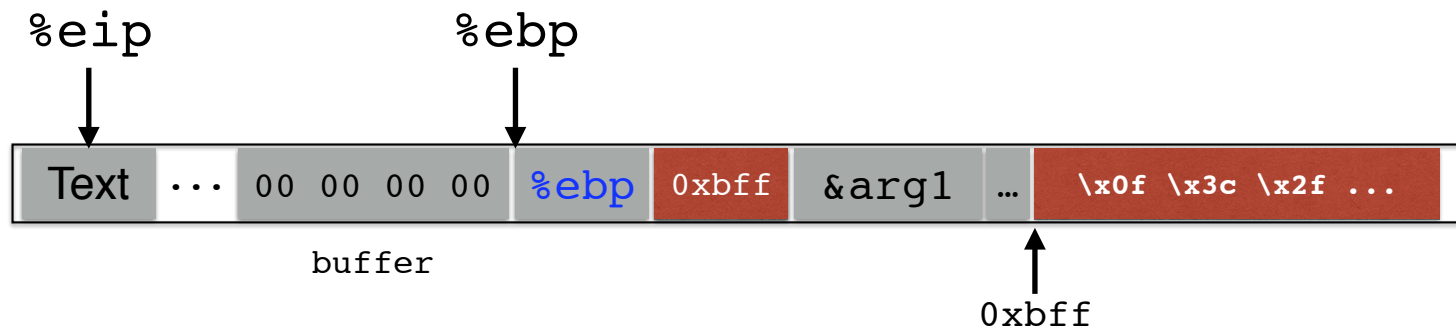 %eip %ebp
Text ... 00 00 00 00 %ebp 0xbff &arg1 … \x0f \x3c \x2f ...
buffer
0xbff